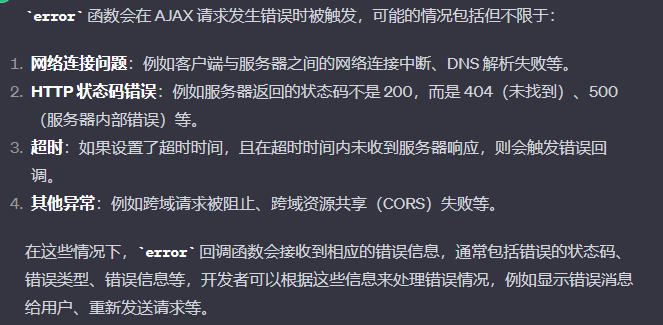 `error` 函数会在 AJAX 请求发生错误时被触发，可能的情况包括但不限于：
1. 网络连接问题：例如客户端与服务器之间的网络连接中断、DNS 解析失败等。
2. HTTP 状态码错误：例如服务器返回的状态码不是 200，而是 404（未找到）、500
（服务器内部错误）等。
3. 超时：如果设置了超时时间，且在超时时间内未收到服务器响应，则会触发错误回
调。
4. 其他异常：例如跨域请求被阻止、跨域资源共享（CORS）失败等。
在这些情况下，`error` 回调函数会接收到相应的错误信息，通常包括错误的状态码、
错误类型、错误信息等，开发者可以根据这些信息来处理错误情况，例如显示错误消息
给用户、重新发送请求等。